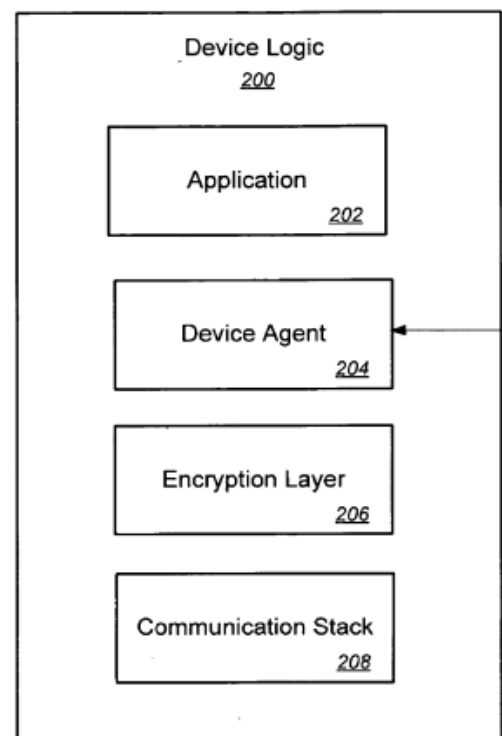 Device Logic
200
Application
202
Device Agent
204
Encryption Layer
206
Communication Stack
208